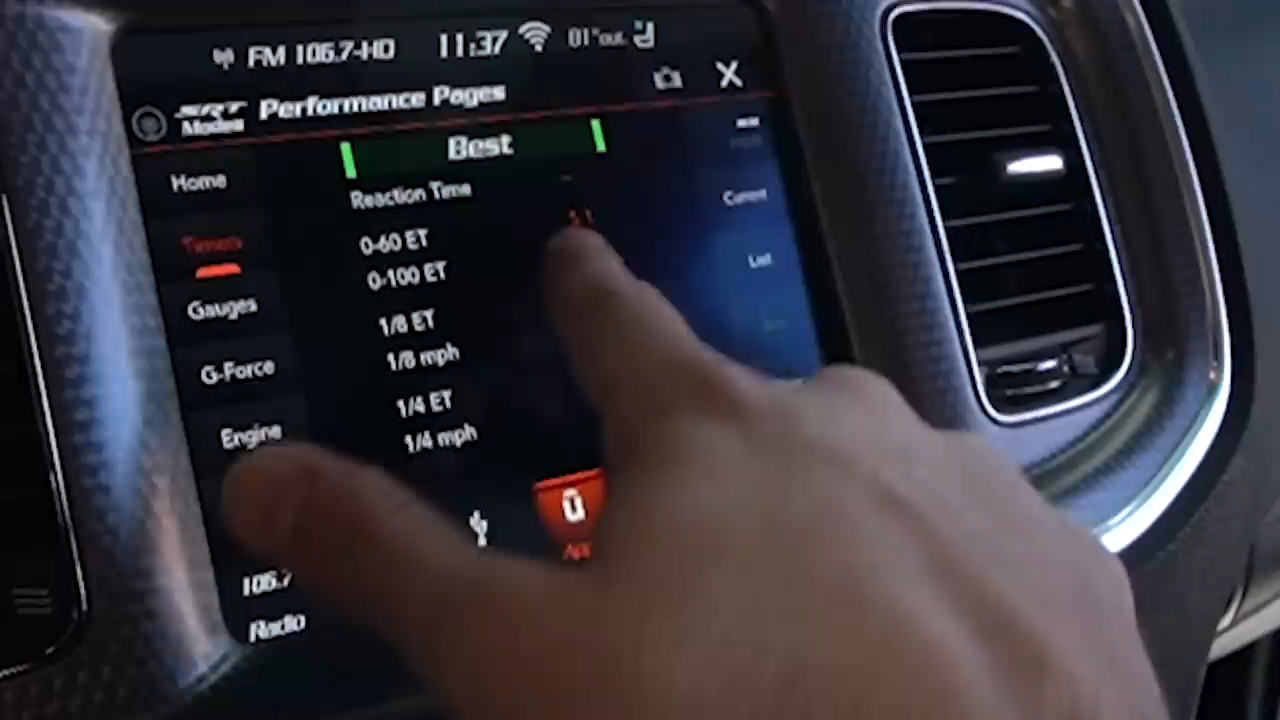 FM 106.7-HD 11:37 01°out.
SRT Modes Performance Pages X
Best
Home
Reaction Time
Timers
0-60 ET
0-100 ET
Gauges
1/8 ET
1/8 mph
G-Force
1/4 ET
1/4 mph
Engine
Current
List
106.7
Radio